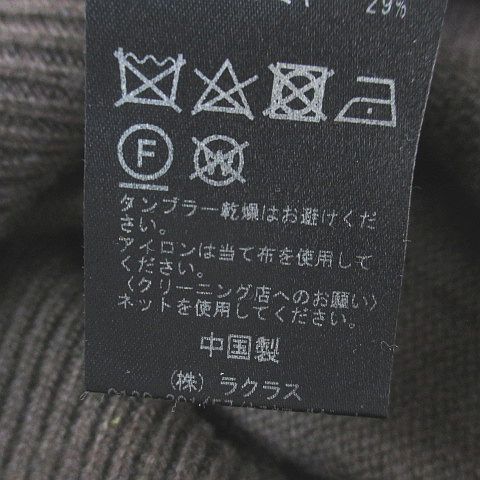 29%
F
W
タンブラー乾燥はお避けくだ
さい。
アイロンは当て布を使用して
ください。
〈クリーニング店へのお願い〉
ネットを使用してください。
中国製
(株) ラクラス